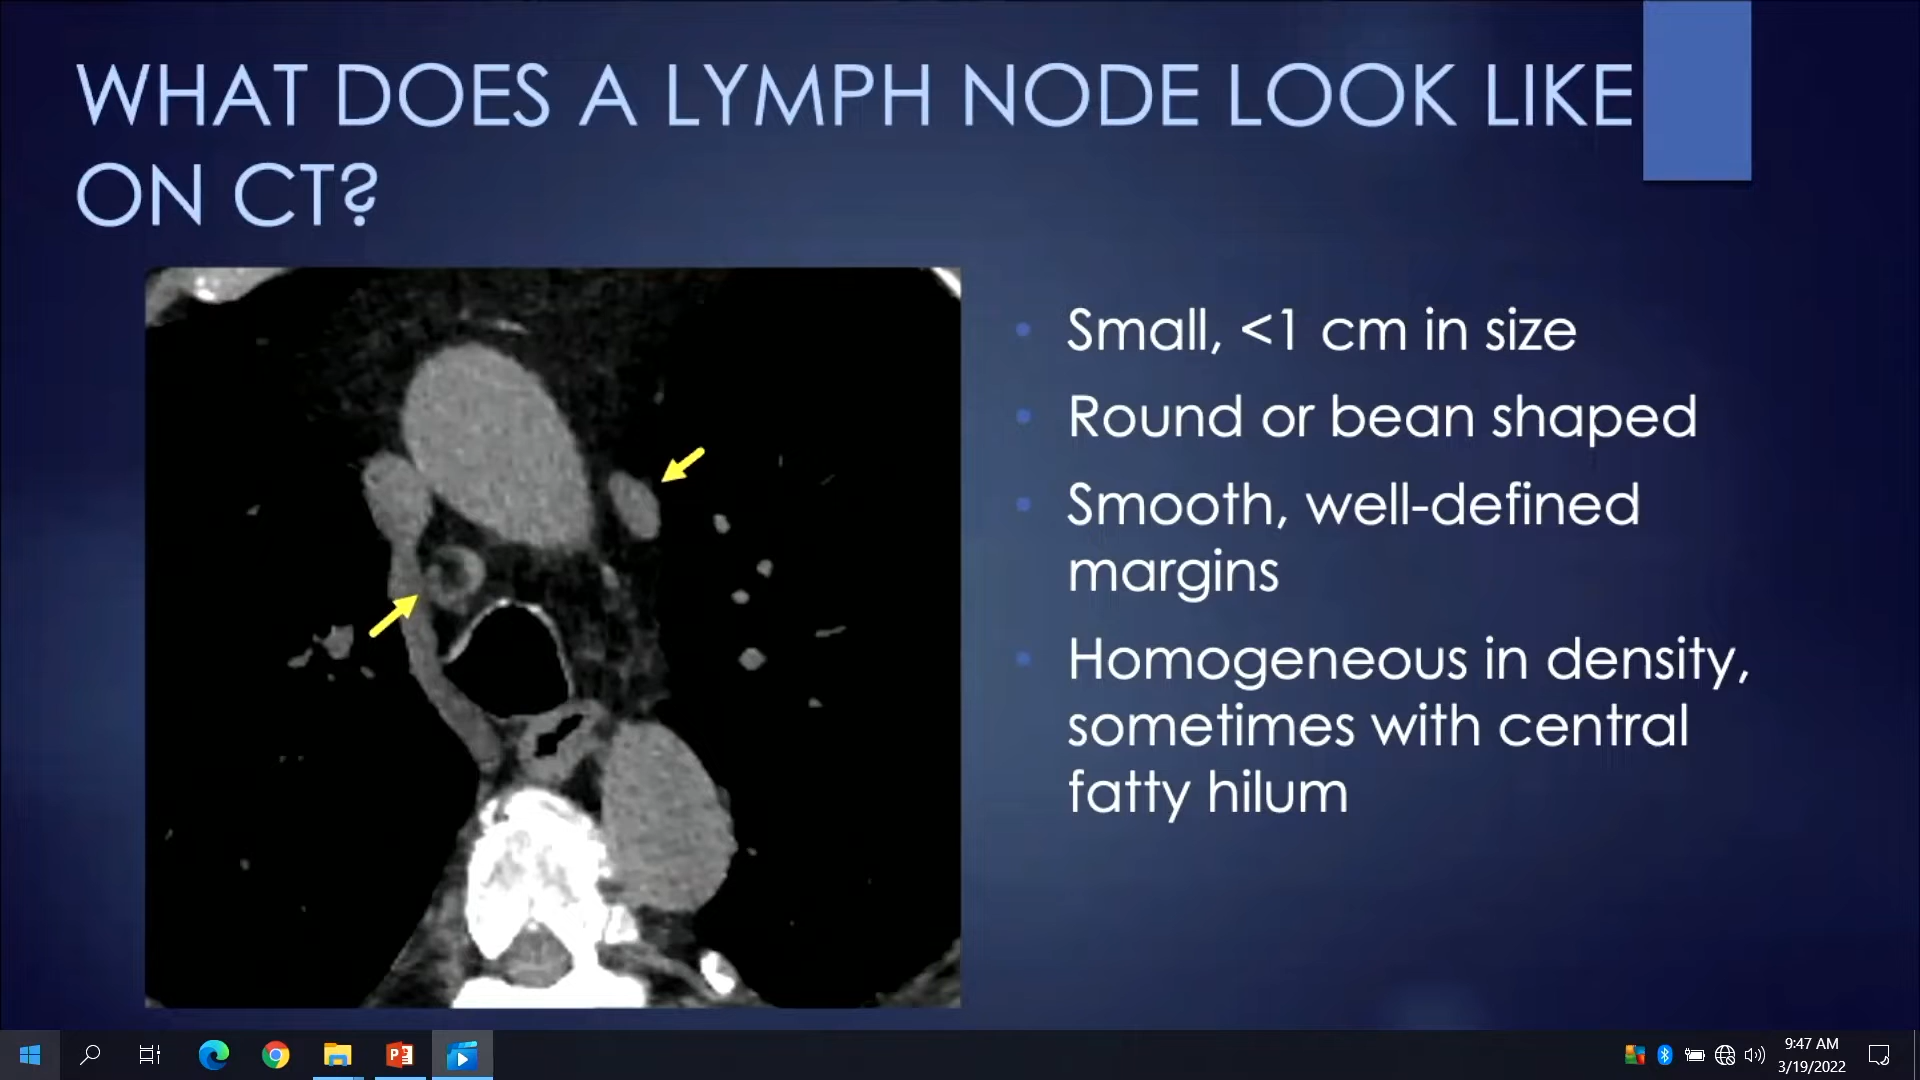 WHAT DOES A LYMPH NODE LOOK LIKE
ON CT?
• Small, <1 cm in size
• Round or bean shaped
• Smooth, well-defined
margins
• Homogeneous in density,
sometimes with central
fatty hilum
9:47 AM
3/19/2022